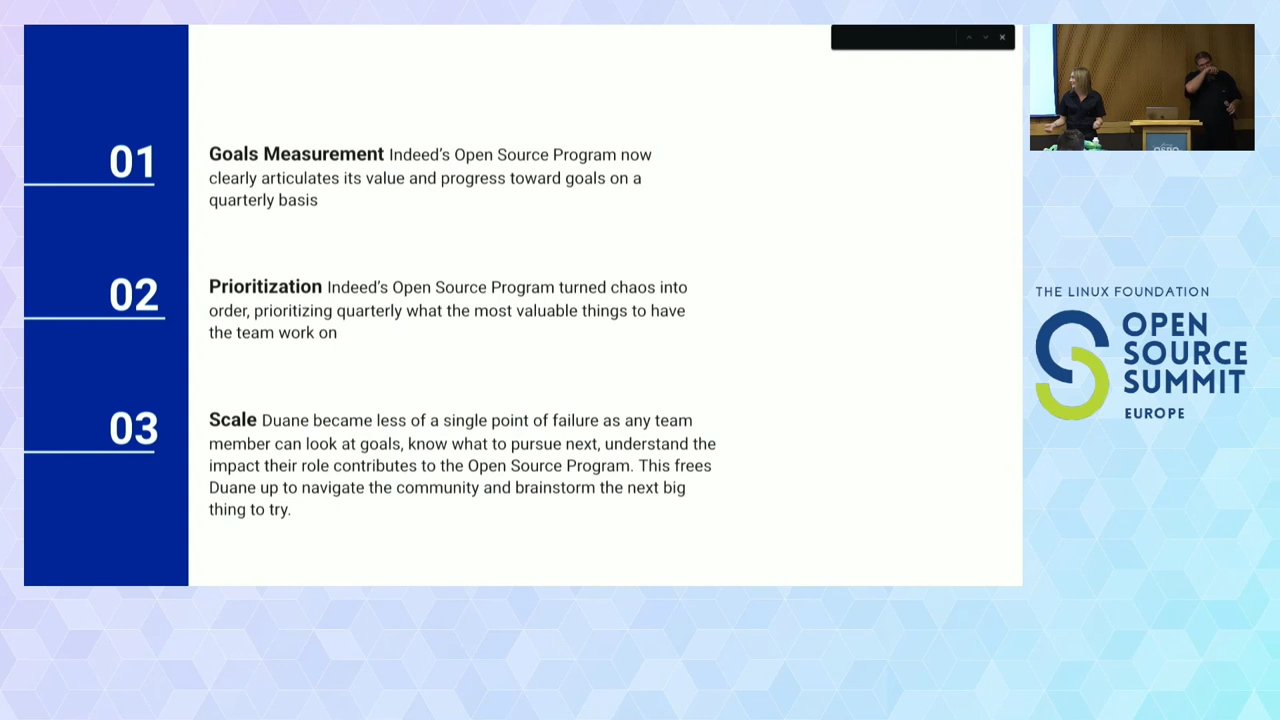 01
Goals Measurement Indeed's Open Source Program now
clearly articulates its value and progress toward goals on a
quarterly basis
02
Prioritization Indeed's Open Source Program turned chaos into
order, prioritizing quarterly what the most valuable things to have
the team work on
03
Scale Duane became less of a single point of failure as any team
member can look at goals, know what to pursue next, understand the
impact their role contributes to the Open Source Program. This frees
Duane up to navigate the community and brainstorm the next big
thing to try.
OSPO
THE LINUX FOUNDATION
OPEN
SOURCE
SUMMIT
EUROPE